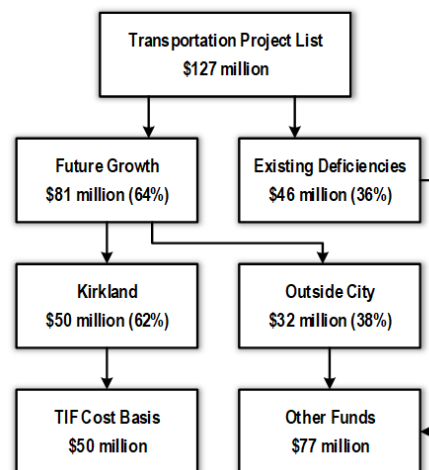 Transportation Project List
$127 million
Future Growth
$81 million (64%)
Existing Deficiencies
$46 million (36%)
Kirkland
$50 million (62%)
Outside City
$32 million (38%)
TIF Cost Basis
$50 million
Other Funds
$77 million